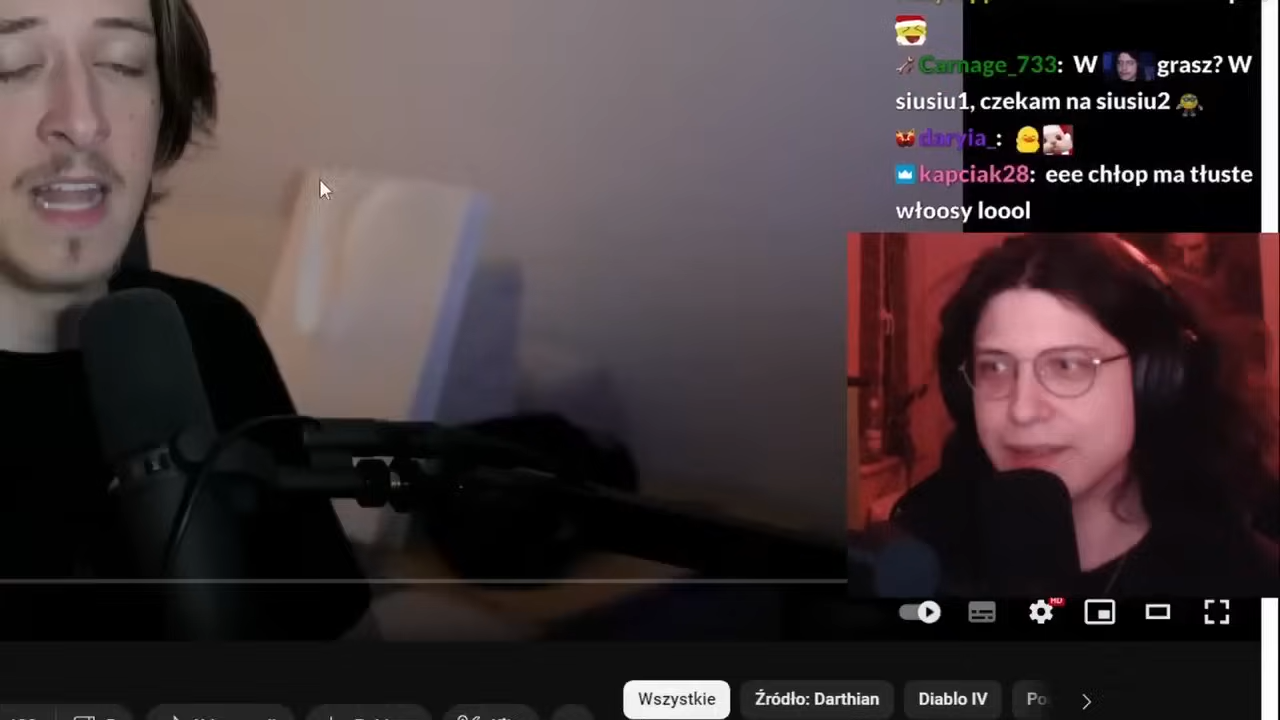 Carnage_733: W grasz? W
siusiu1, czekam na siusiu2
daryia_:
kapciak28: eee chłop ma tłuste
włoosy loool
HD
Wszystkie
Źródło: Darthian
Diablo IV